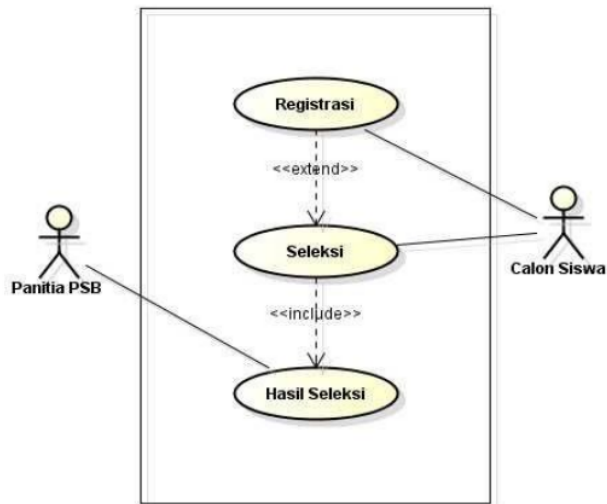 Registrasi
<<extend>>
Seleksi
Panitia PSB
Calon Siswa
<<include>>
Hasil Seleksi